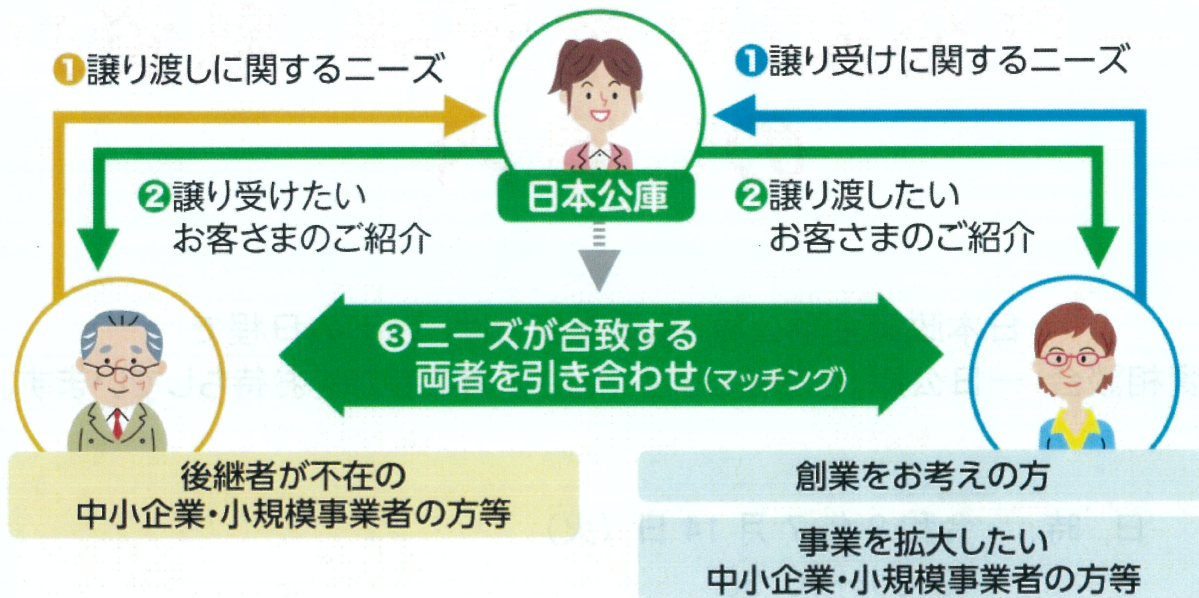 ❶譲り渡しに関するニーズ
❶譲り受けに関するニーズ
日本公庫
❷譲り受けたい
お客さまのご紹介
❷譲り渡したい
お客さまのご紹介
❸ニーズが合致する
両者を引き合わせ(マッチング)
後継者が不在の
中小企業・小規模事業者の方等
創業をお考えの方
事業を拡大したい
中小企業・小規模事業者の方等